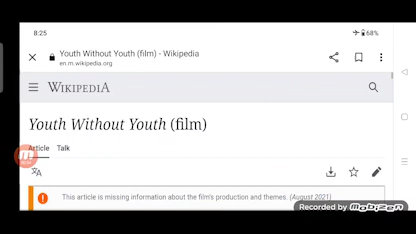 8:25
68%
Youth Without Youth (film) - Wikipedia
en.m.wikipedia.org
WIKIPEDIA
Youth Without Youth (film)
Article Talk
This article is missing information about the film's production and themes. (August 2021)
Recorded by Mobizen